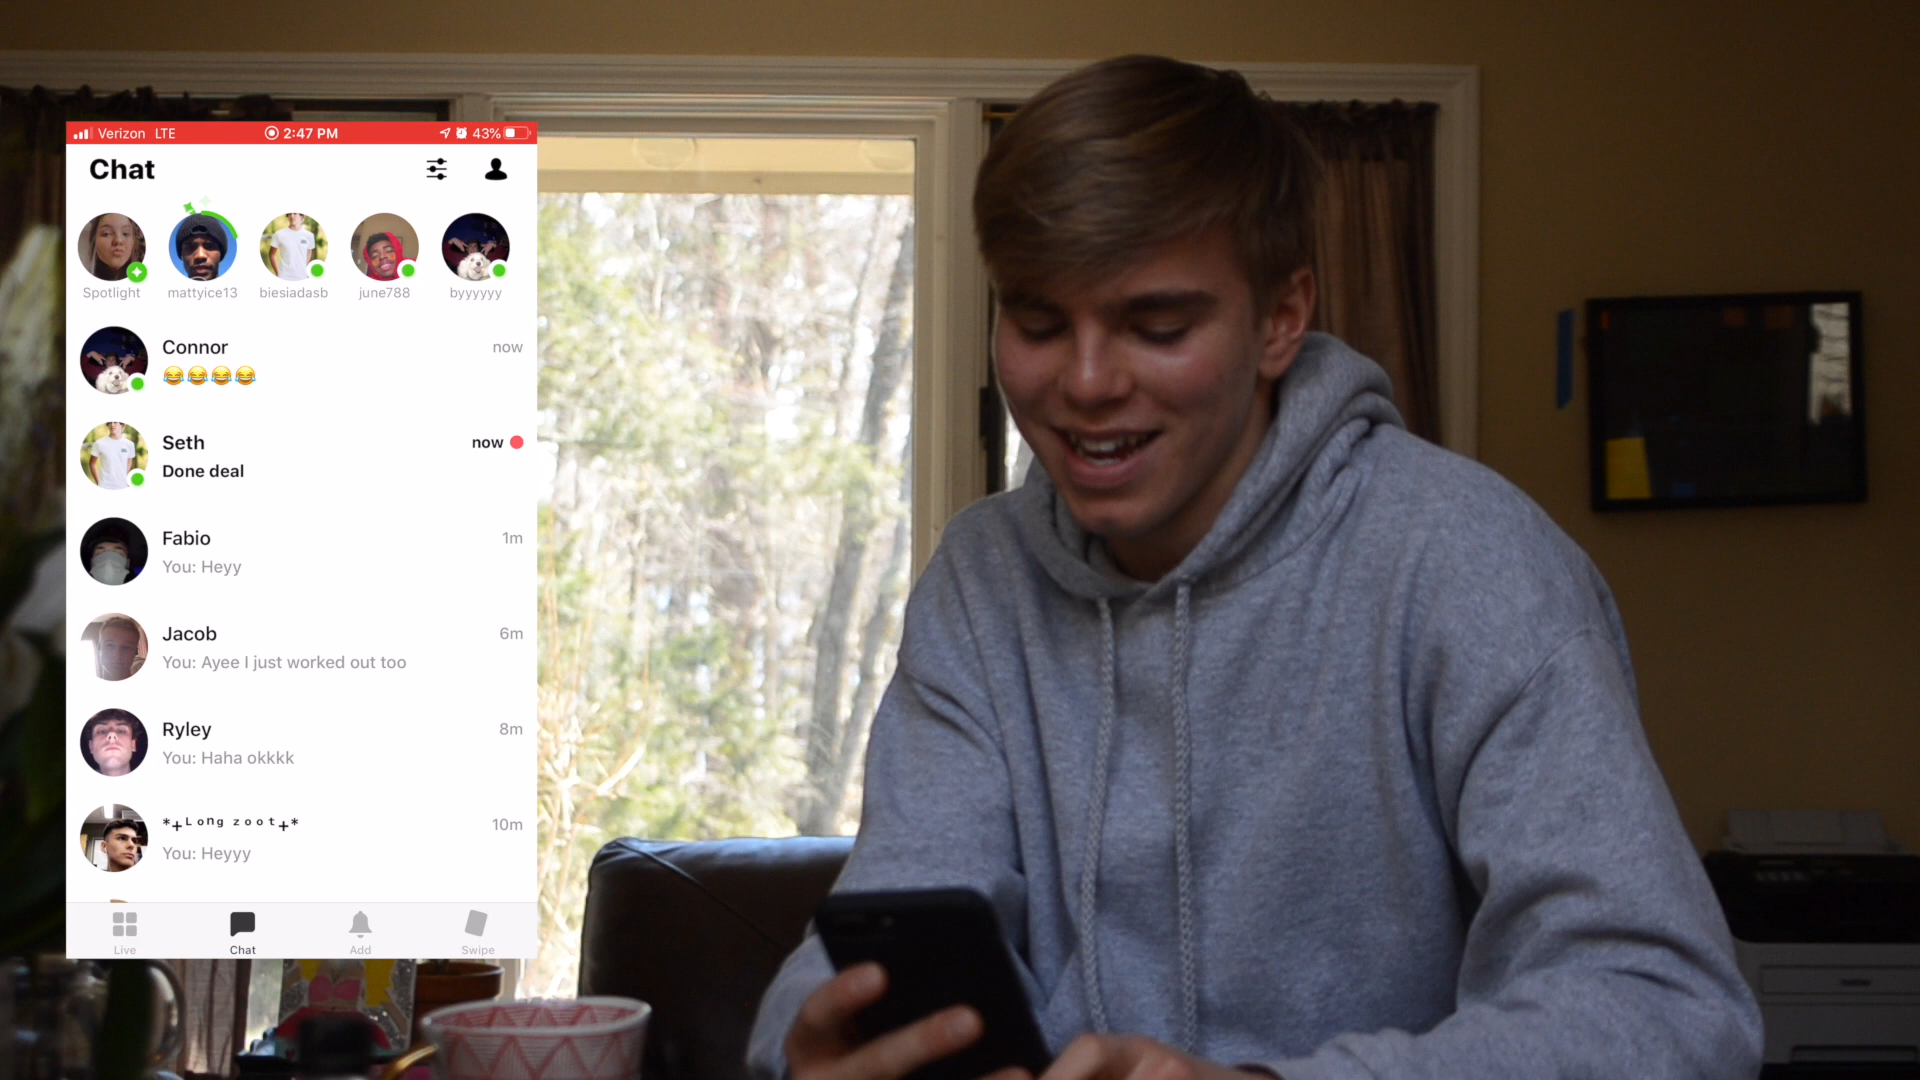 Verizon LTE 2:47 PM 43%
Chat
Spotlight mattyice13 biesiadasb june788 byyyyyy
Connor now
😂😂😂😂
Seth now
Done deal
Fabio 1m
You: Heyy
Jacob 6m
You: Ayee I just worked out too
Ryley 8m
You: Haha okkkk
*+ᴸᵒⁿᵍ ᶻᵒᵒᵗ+* 10m
You: Heyyy
Live Chat Add Swipe